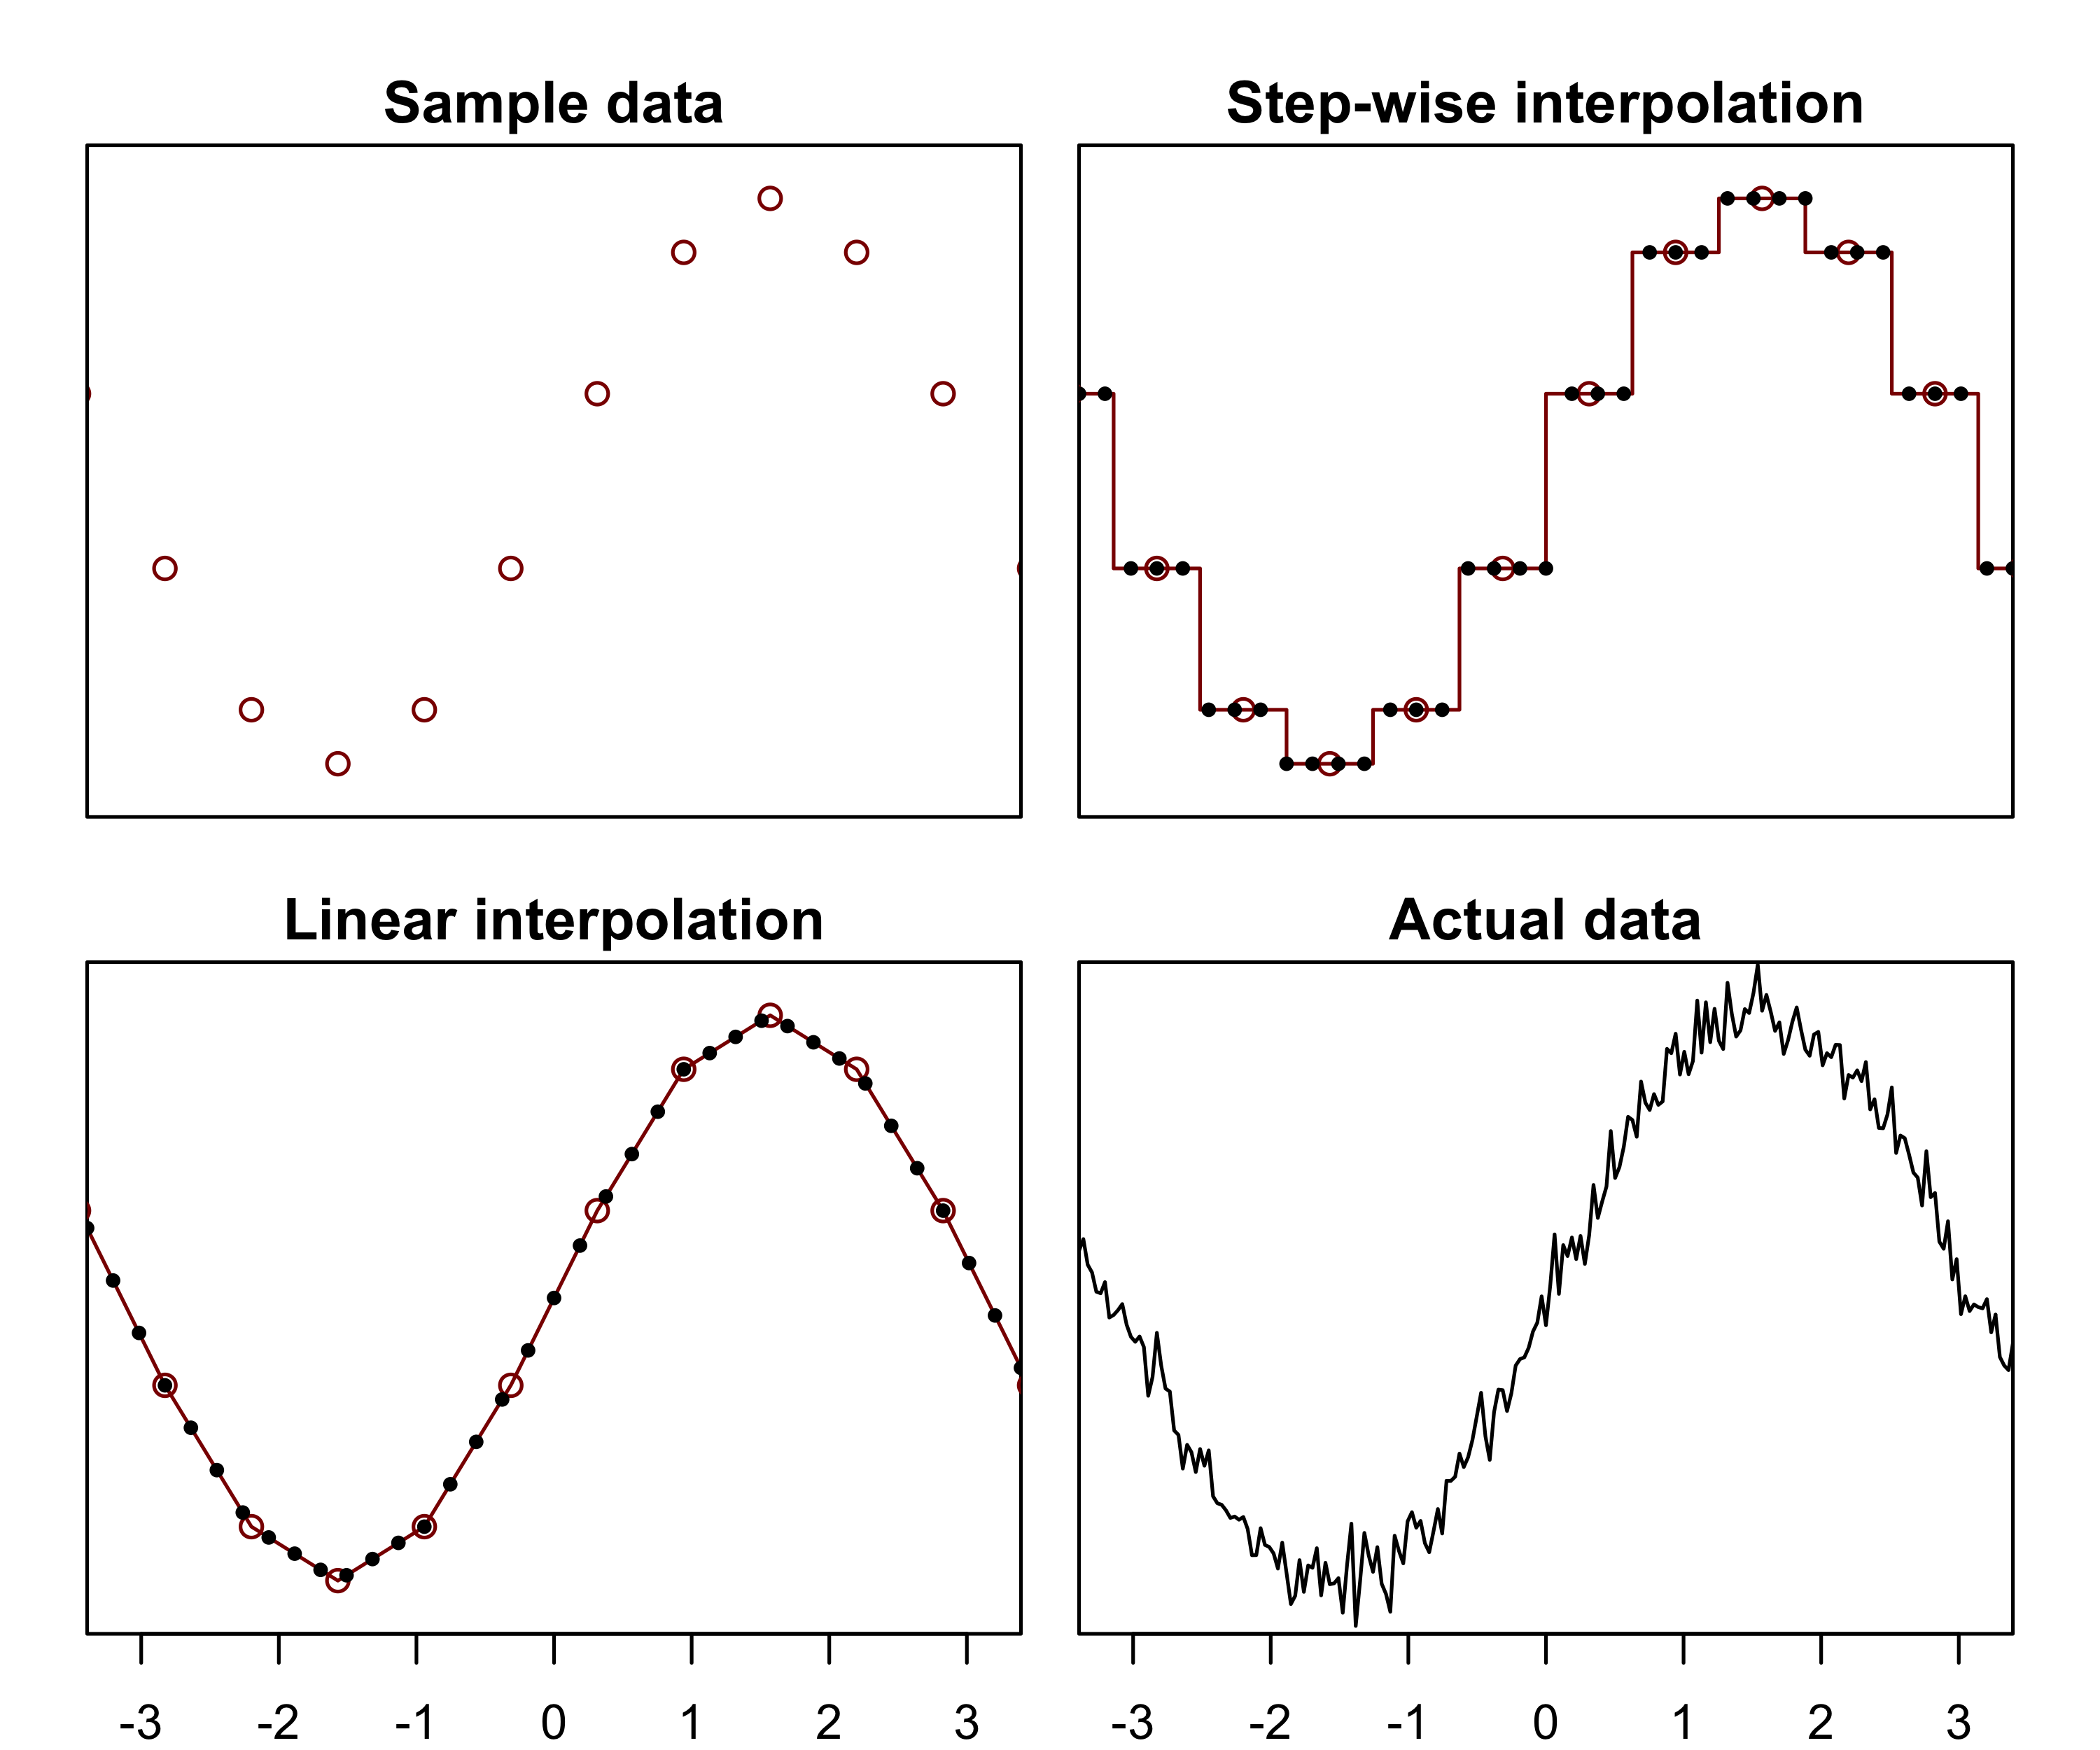 Sample data
Step-wise interpolation
Linear interpolation
Actual data
-3 -2 -1 0 1 2 3
-3 -2 -1 0 1 2 3